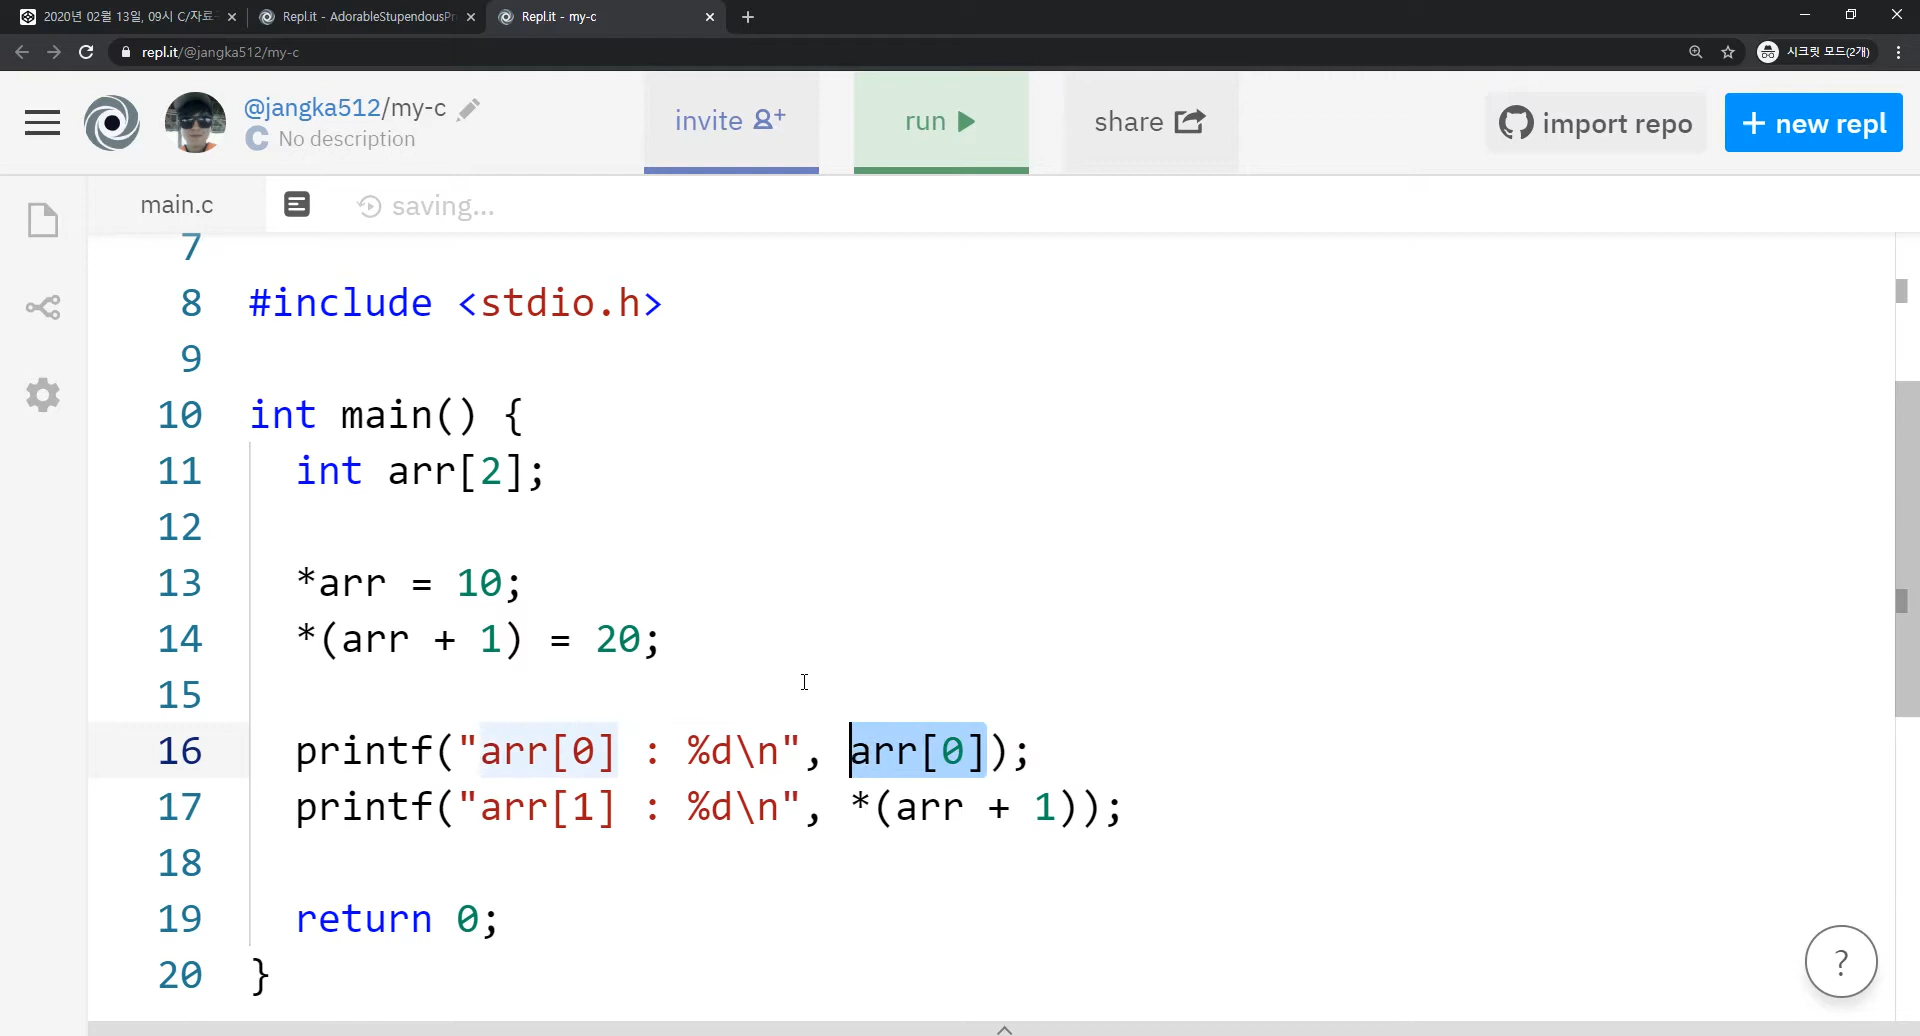 2020년 02월 13일, 09시 C/자료
Repl.it - AdorableStupendousPr
Repl.it - my-c
repl.it/@jangka512/my-c
시크릿 모드(2개)
@jangka512/my-c
C No description
invite
run
share
import repo
+ new repl
main.c
saving...
7
8 #include <stdio.h>
9
10 int main() {
11 int arr[2];
12
13 *arr = 10;
14 *(arr + 1) = 20;
15
16 printf("arr[0] : %d\n", arr[0]);
17 printf("arr[1] : %d\n", *(arr + 1));
18
19 return 0;
20 }
?